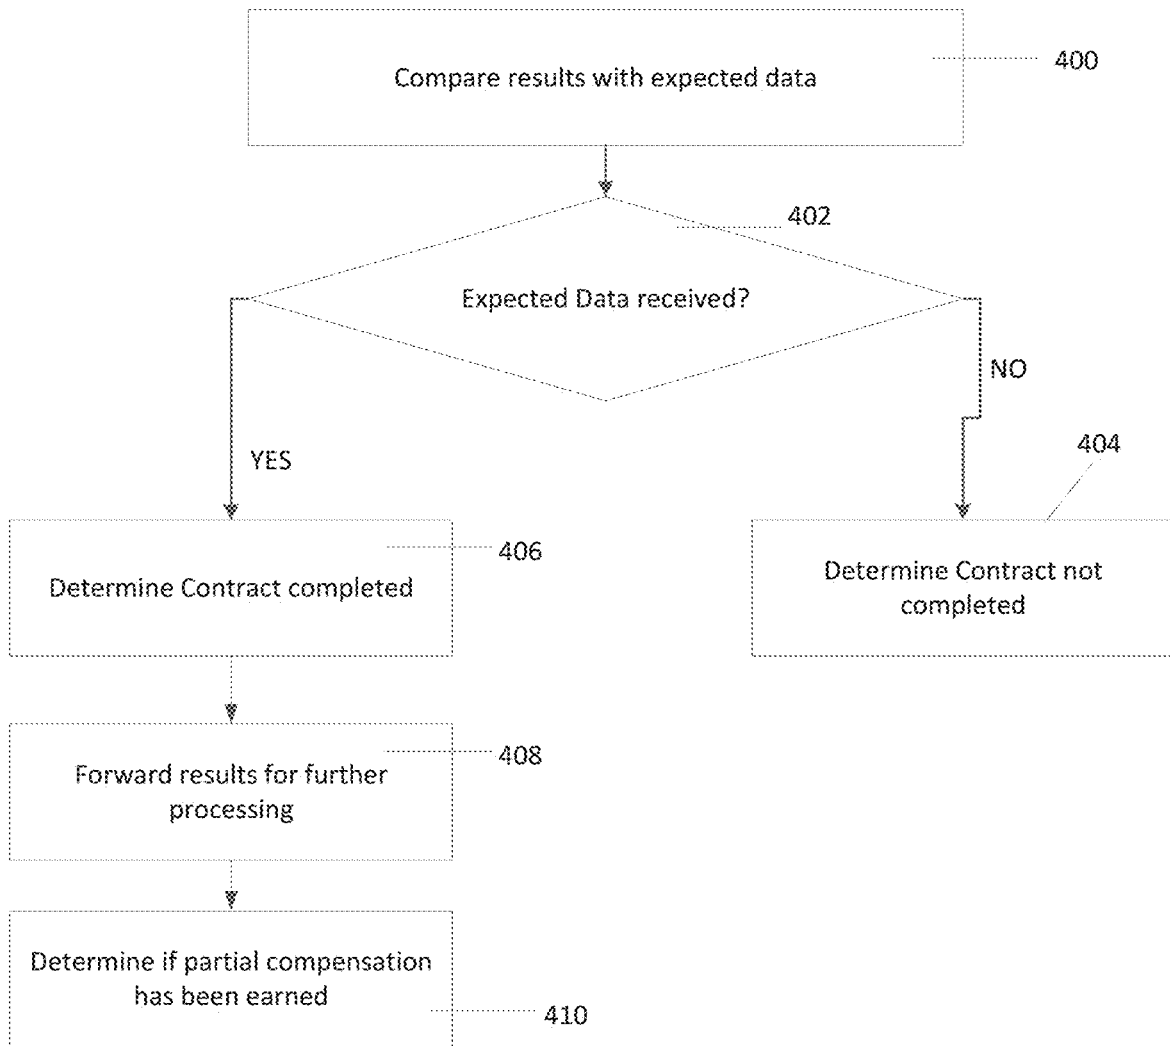 Compare results with expected data
400
402
Expected Data received?
NO
YES
404
406
Determine Contract completed
Determine Contract not
completed
408
Forward results for further
processing
Determine if partial compensation
has been earned
410